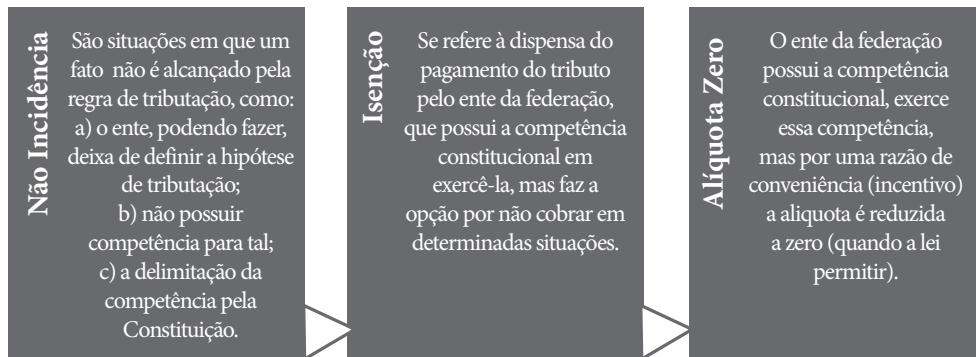 Não Incidência
São situações em que um
fato não é alcançado pela
regra de tributação, como:
a) o ente, podendo fazer,
deixa de definir a hipótese
de tributação;
b) não possuir
competência para tal;
c) a delimitação da
competência pela
Constituição.
Isenção
Se refere à dispensa do
pagamento do tributo
pelo ente da federação,
que possui a competência
constitucional em
exercê-la, mas faz a
opção por não cobrar em
determinadas situações.
Alíquota Zero
O ente da federação
possui a competência
constitucional, exerce
essa competência,
mas por uma razão de
conveniência (incentivo)
a aliquota é reduzida
a zero (quando a lei
permitir).